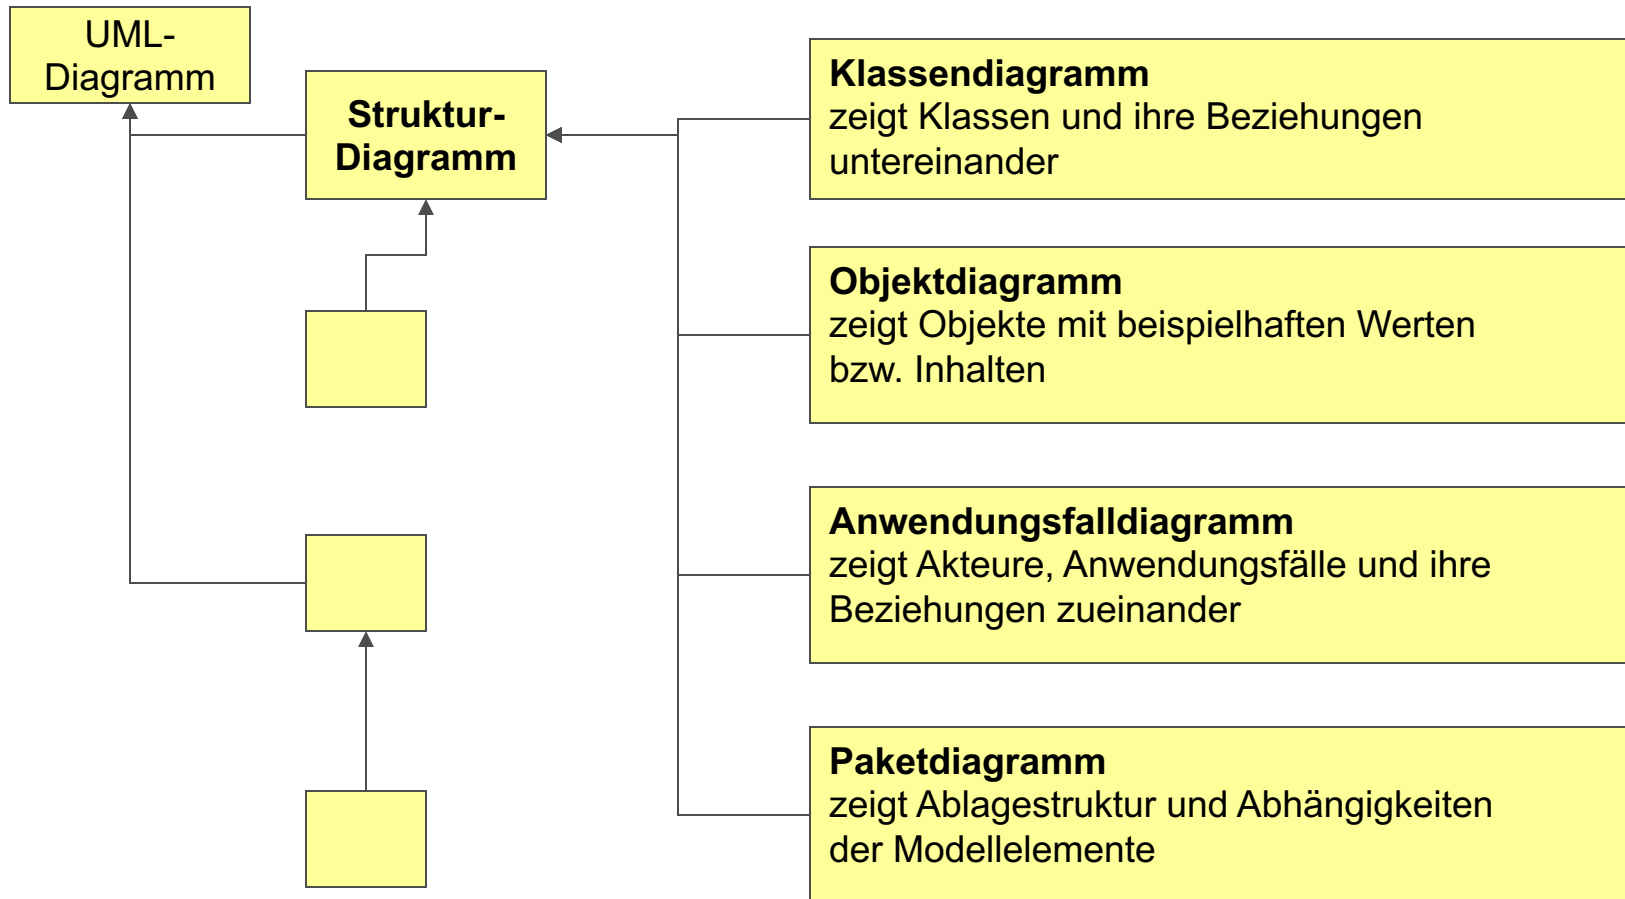 UML-
Diagramm
Struktur-
Diagramm
Klassendiagramm
zeigt Klassen und ihre Beziehungen
untereinander
Objektdiagramm
zeigt Objekte mit beispielhaften Werten
bzw. Inhalten
Anwendungsfalldiagramm
zeigt Akteure, Anwendungsfälle und ihre
Beziehungen zueinander
Paketdiagramm
zeigt Ablagestruktur und Abhängigkeiten
der Modellelemente